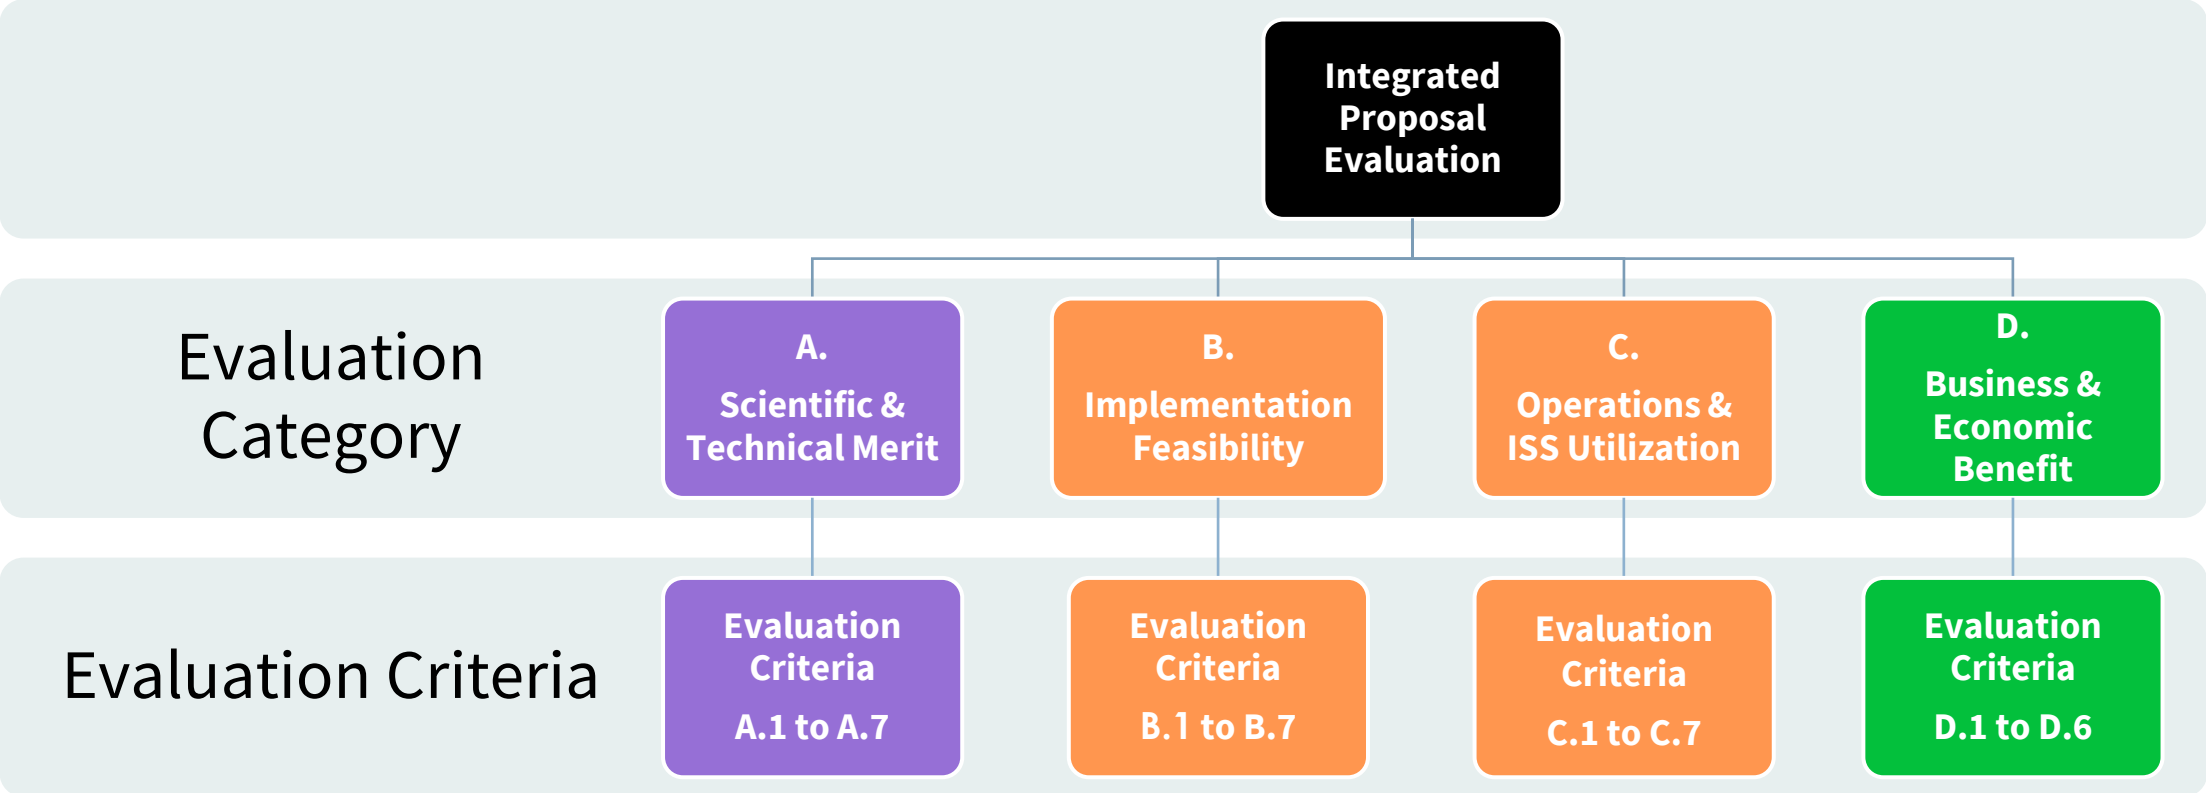 Integrated
Proposal
Evaluation
Evaluation
Category
A.
Scientific &
Technical Merit
B.
Implementation
Feasibility
C.
Operations &
ISS Utilization
D.
Business &
Economic
Benefit
Evaluation Criteria
Evaluation
Criteria
A.1 to A.7
Evaluation
Criteria
B.1 to B.7
Evaluation
Criteria
C.1 to C.7
Evaluation
Criteria
D.1 to D.6